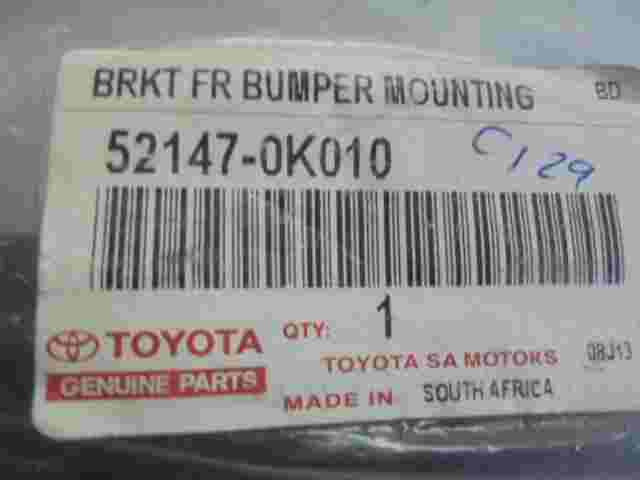 BRKT FR BUMPER MOUNTING BD
52147-0K010
C129
TOYOTA
GENUINE PARTS
QTY: 1
TOYOTA SA MOTORS 08J13
MADE IN SOUTH AFRICA